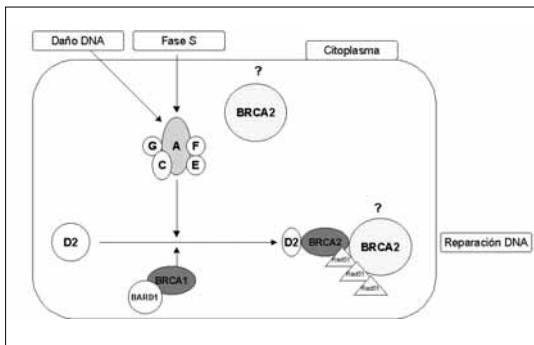 Daño DNA
Fase S
Citoplasma
?
BRCA2
G
A
F
C
E
?
D2
D2
BRCA2
BRCA2
Reparación DNA
Rad51
Rad51
Rad51
BRCA1
BARD1